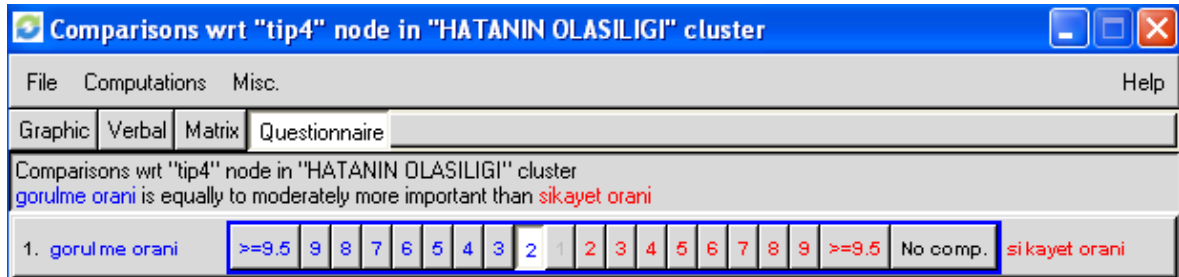 Comparisons wrt "tip4" node in "HATANIN OLASILIGI" cluster
File Computations Misc. Help
Graphic Verbal Matrix Questionnaire
Comparisons wrt "tip4" node in "HATANIN OLASILIGI" cluster
gorulme orani is equally to moderately more important than sikayet orani
1. gorulme orani >=9.5 9 8 7 6 5 4 3 2 1 2 3 4 5 6 7 8 9 >=9.5 No comp. sikayet orani